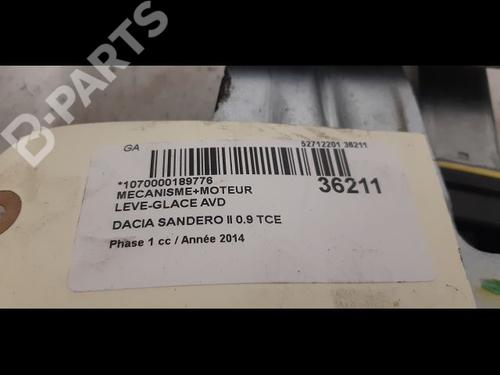 B-PARTS
GA
52712201 36211
*1070000189776
36211
MECANISME+MOTEUR
LEVE-GLACE AVD
DACIA SANDERO II 0.9 TCE
Phase 1 cc / Année 2014